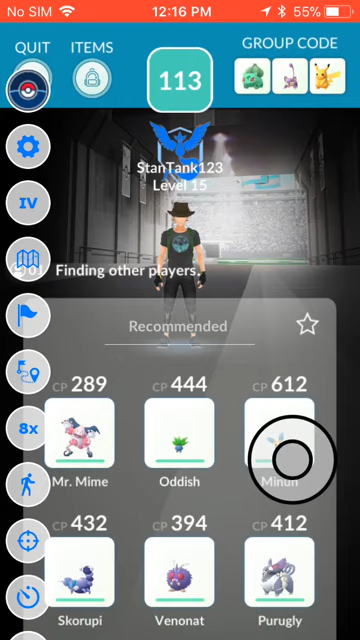 No SIM 12:16 PM 55%
QUIT ITEMS GROUP CODE
113
StanTank123
Level 15
IV
Finding other players.
Recommended
CP 289 CP 444 CP 612
Mr. Mime Oddish Minun
8x
CP 432 CP 394 CP 412
Skorupi Venonat Purugly